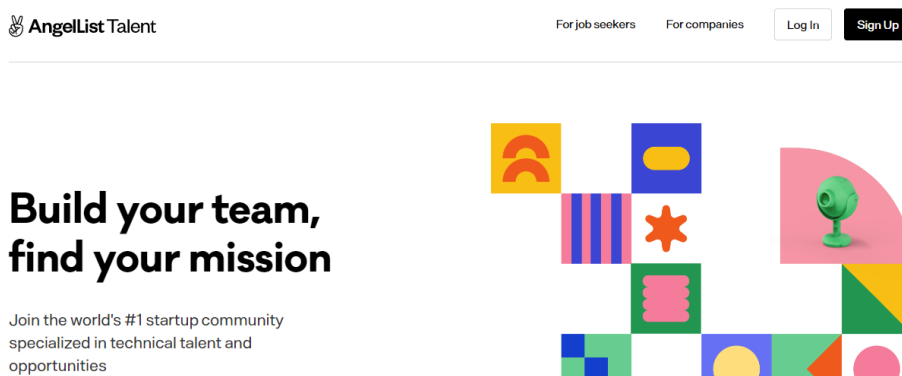 AngelList Talent
For job seekers
For companies
Log In
Sign Up
Build your team,
find your mission
Join the world's #1 startup community
specialized in technical talent and
opportunities